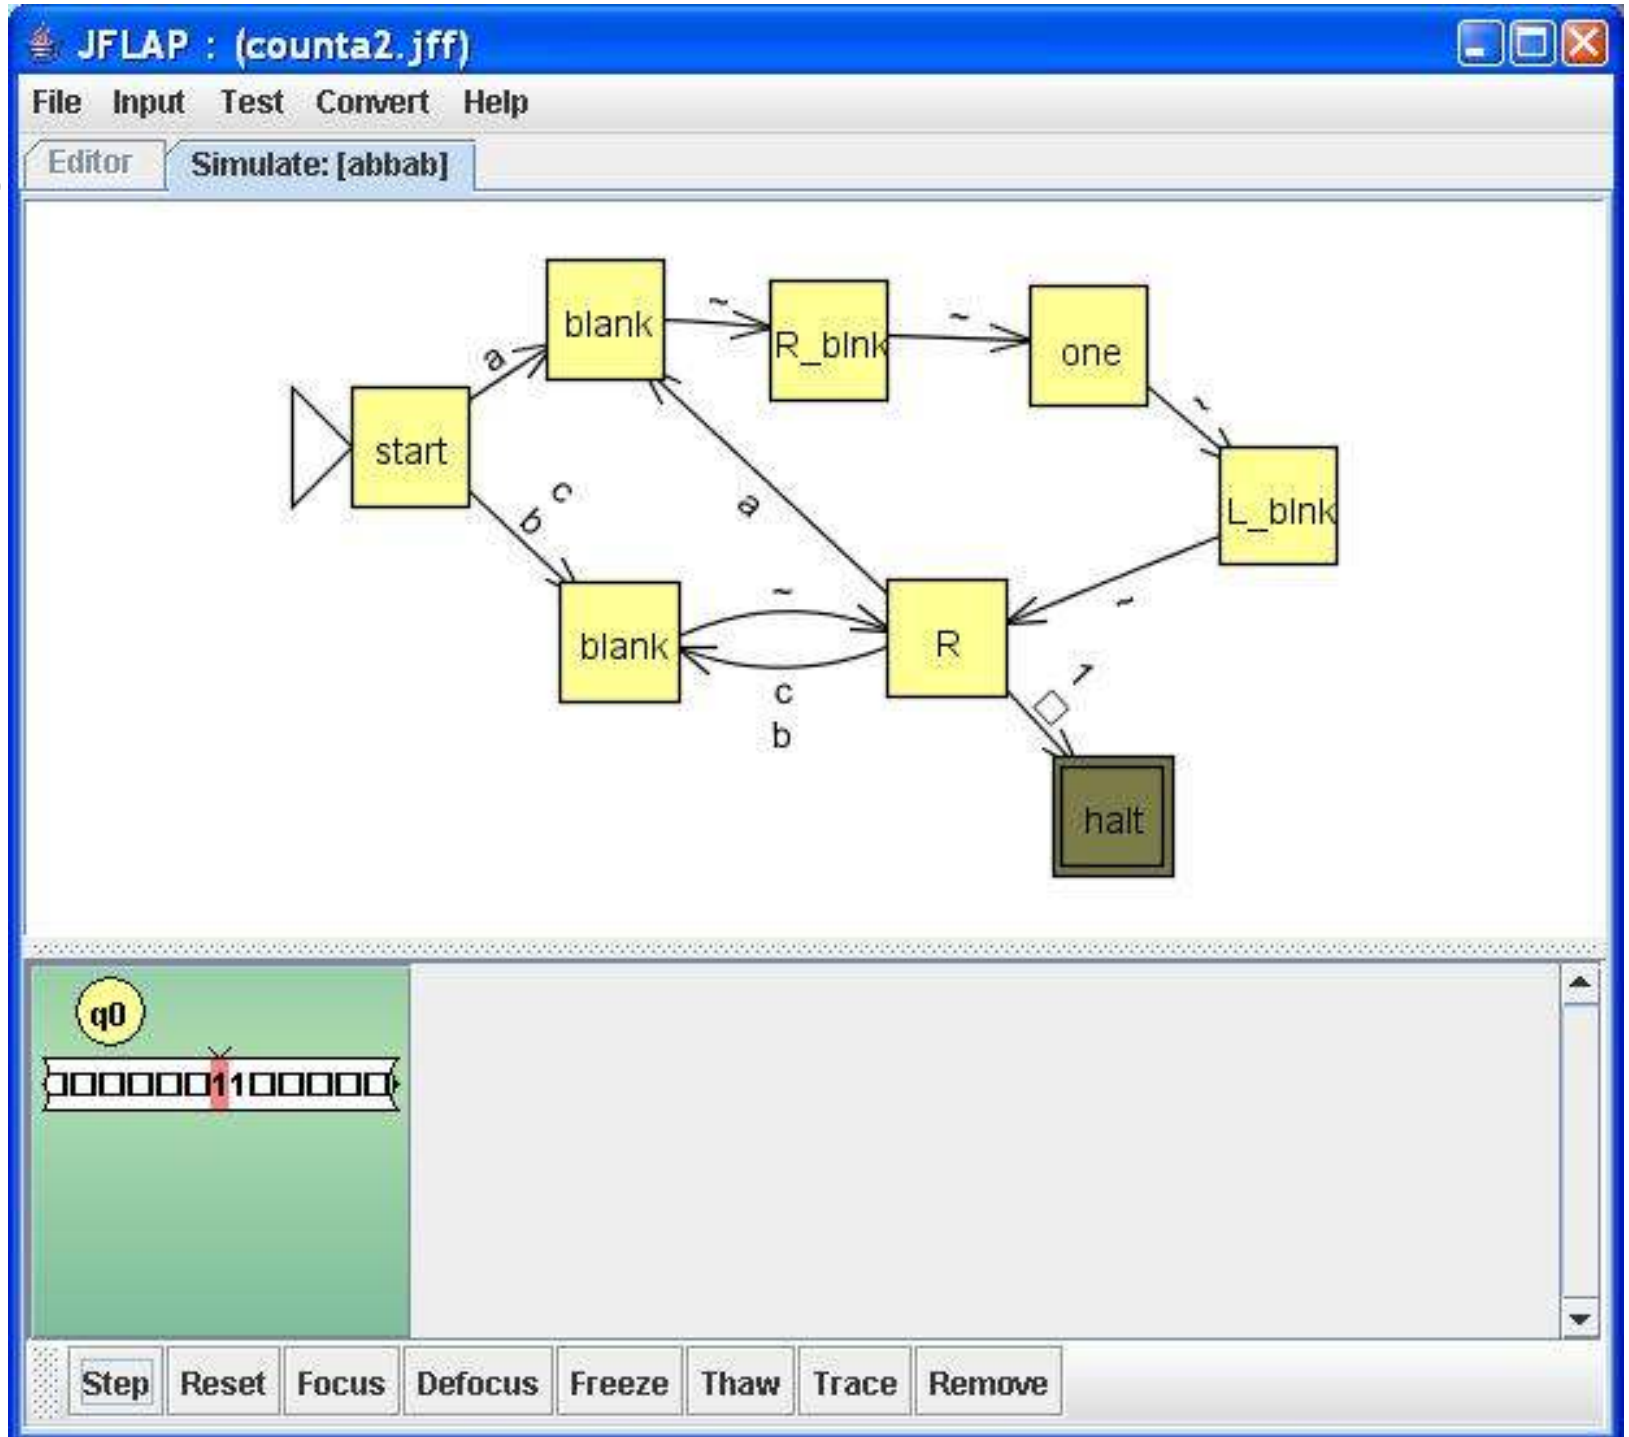 JFLAP : (counta2.jff)
File Input Test Convert Help
Editor Simulate: [abbab]
blank
~
R_blnk
~
one
a
~
start
c
b
a
L_blnk
~
blank
~
R
c
b
□ 1
halt
q0
□□□□□□11□□□□□
Step Reset Focus Defocus Freeze Thaw Trace Remove